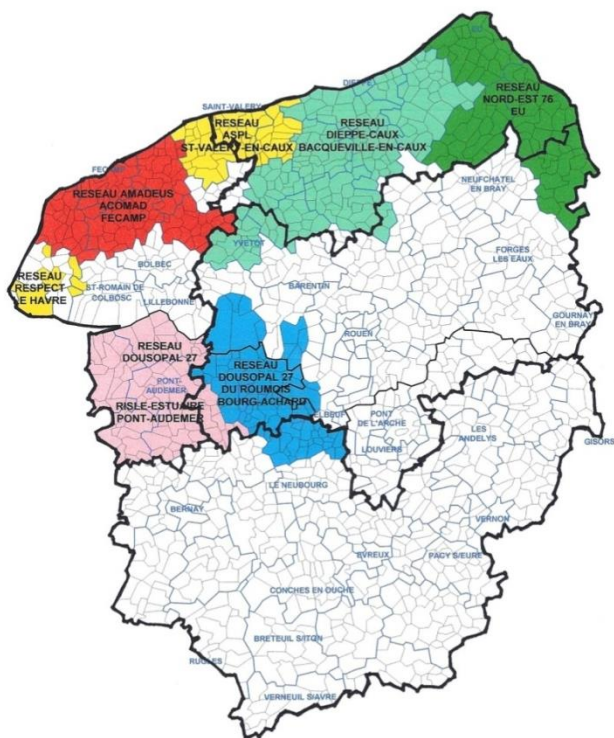 EU
DIEPPE
SAINT-VALERY
RESEAU
NORD-EST 76
EU
RESEAU
ASPL
ST-VALERY-EN-CAUX
RESEAU
DIEPPE-CAUX
BACQUEVILLE-EN-CAUX
RESEAU AMADEUS
ACOMAD
FECAMP
NEUFCHATEL
EN BRAY
YVETOT
FORGES
LES EAUX
RESEAU
RESPECT
LE HAVRE
BOLBEC
ST-ROMAIN DE
COLBOSC
LILLEBONNE
BARENTIN
GOURNAY
EN BRAY
ROUEN
RESEAU
DOUSOPAL 27
PONT-
AUDEMER
RISLE-ESTUAIRE
PONT-AUDEMER
RESEAU
DOUSOPAL 27
DU ROUMOIS
BOURG-ACHARD
ELBEUF
PONT
DE L'ARCHE
LOUVIERS
LES
ANDELYS
GISORS
LE NEUBOURG
BERNAY
VERNON
EVREUX
PACY S/EURE
CONCHES EN OUCHE
BRETEUIL S/ITON
RUGLES
VERNEUIL S/AVRE